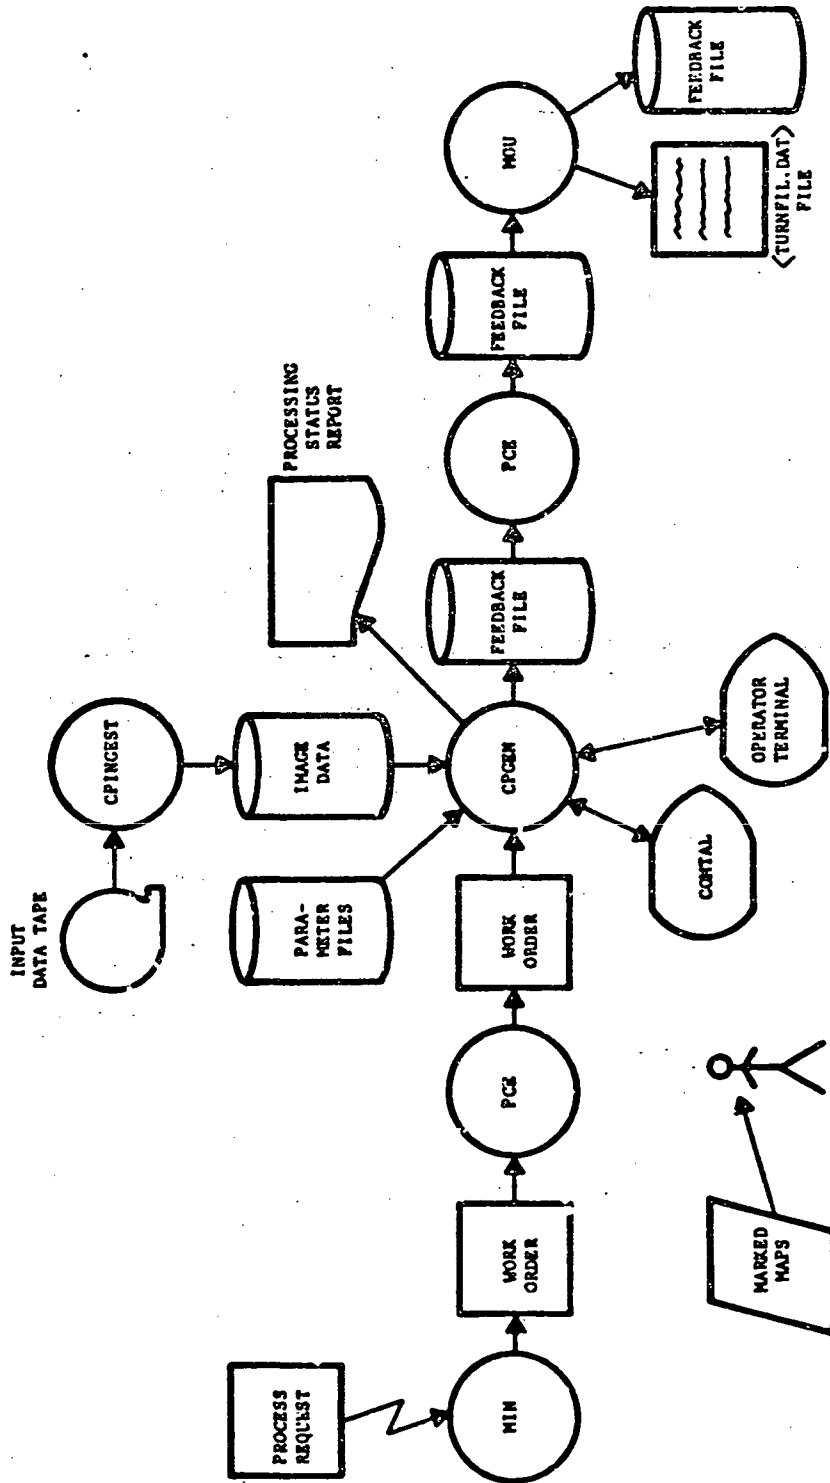 INPUT
DATA TAPE
CPINGEST
IMAGE
DATA
PARA-
METER
FILES
PROCESSING
STATUS
REPORT
PROCESS
REQUEST
MIN
WORK
ORDER
PCE
WORK
ORDER
CPGEN
FEEDBACK
FILE
PCE
FEEDBACK
FILE
MOU
<TURNFIL.DAT>
FILE
FEEDBACK
FILE
COMTAL
OPERATOR
TERMINAL
MARKED
MAPS